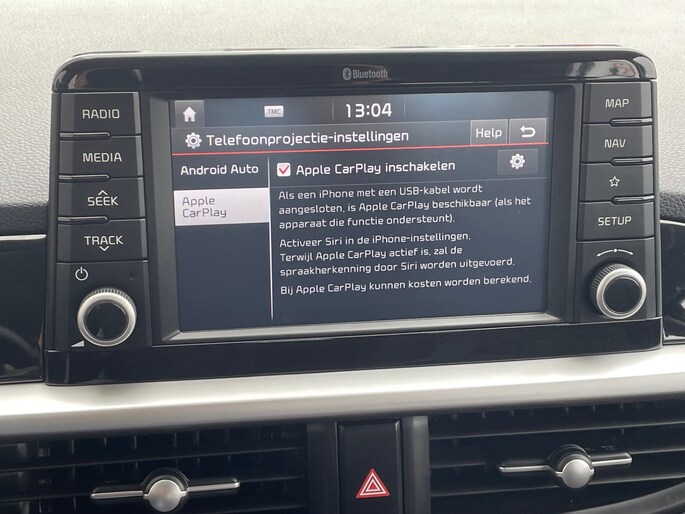 Bluetooth
RADIO
MEDIA
SEEK
TRACK
TMC
13:04
Telefoonprojectie-instellingen
Help
Android Auto
Apple
CarPlay
Apple CarPlay inschakelen
Als een iPhone met een USB-kabel wordt
aangesloten, is Apple CarPlay beschikbaar (als het
apparaat die functie ondersteunt).
Activeer Siri in de iPhone-instellingen.
Terwijl Apple CarPlay actief is, zal de
spraakherkenning door Siri worden uitgevoerd.
Bij Apple CarPlay kunnen kosten worden berekend.
MAP
NAV
SETUP